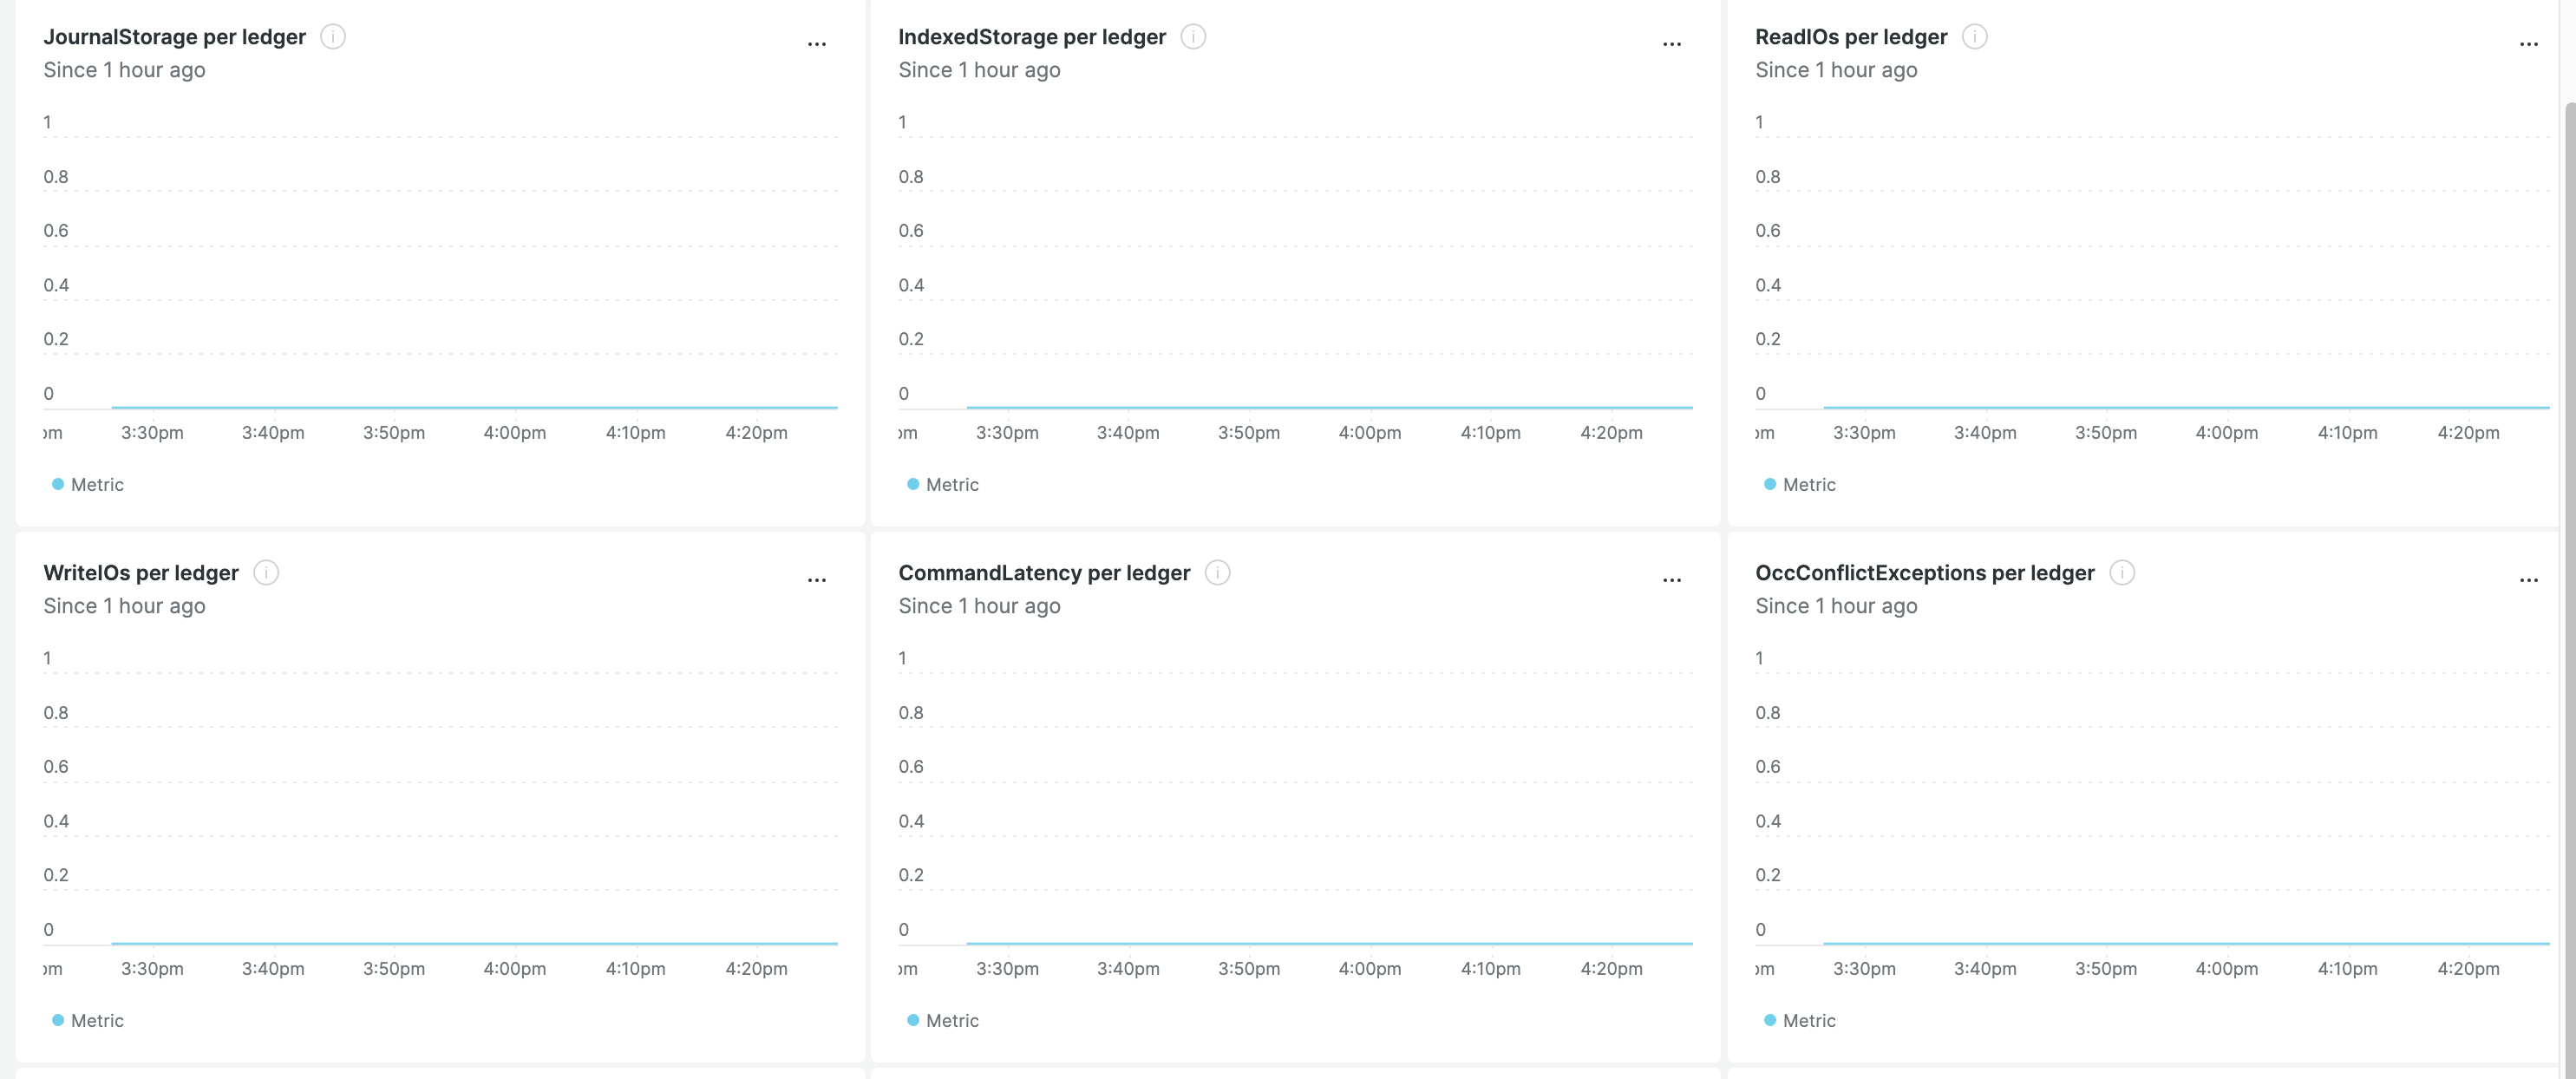 JournalStorage per ledger
Since 1 hour ago
1
0.8
0.6
0.4
0.2
0
pm 3:30pm 3:40pm 3:50pm 4:00pm 4:10pm 4:20pm
Metric
IndexedStorage per ledger
Since 1 hour ago
1
0.8
0.6
0.4
0.2
0
pm 3:30pm 3:40pm 3:50pm 4:00pm 4:10pm 4:20pm
Metric
ReadIOs per ledger
Since 1 hour ago
1
0.8
0.6
0.4
0.2
0
pm 3:30pm 3:40pm 3:50pm 4:00pm 4:10pm 4:20pm
Metric
WriteIOs per ledger
Since 1 hour ago
1
0.8
0.6
0.4
0.2
0
pm 3:30pm 3:40pm 3:50pm 4:00pm 4:10pm 4:20pm
Metric
CommandLatency per ledger
Since 1 hour ago
1
0.8
0.6
0.4
0.2
0
pm 3:30pm 3:40pm 3:50pm 4:00pm 4:10pm 4:20pm
Metric
OccConflictExceptions per ledger
Since 1 hour ago
1
0.8
0.6
0.4
0.2
0
pm 3:30pm 3:40pm 3:50pm 4:00pm 4:10pm 4:20pm
Metric